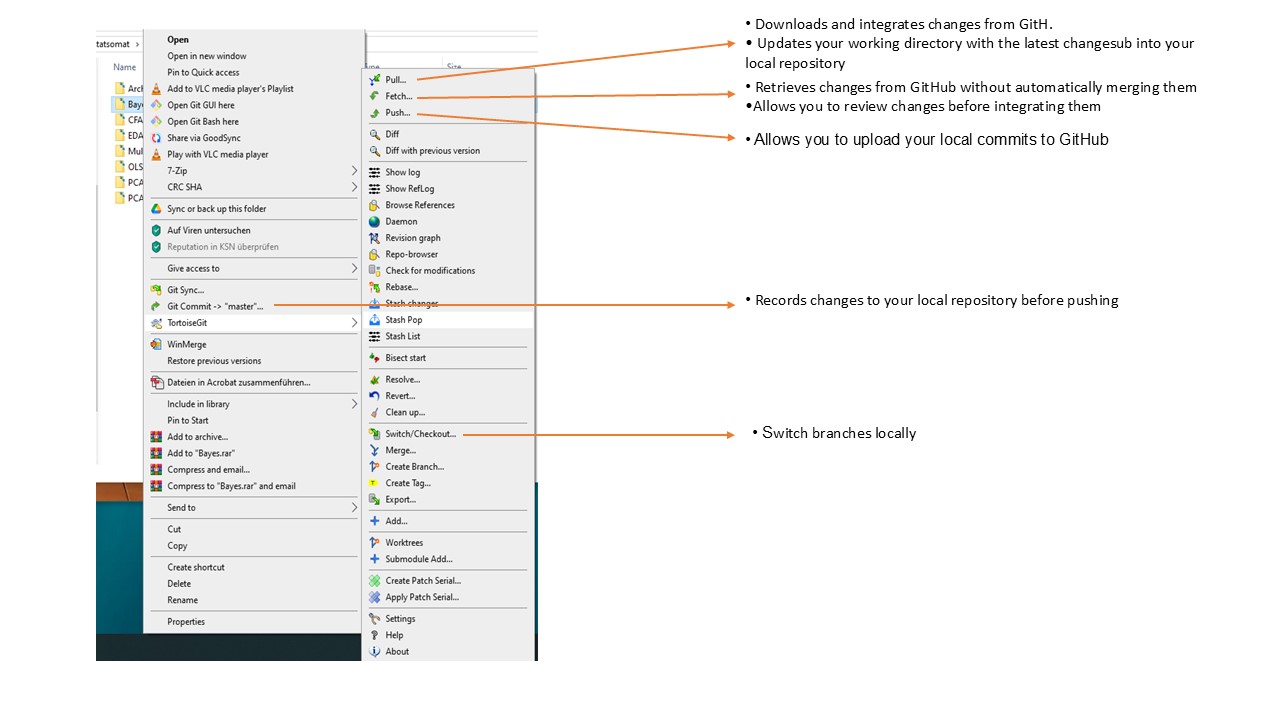 • Downloads and integrates changes from GitH.
• Updates your working directory with the latest changesub into your
local repository
• Retrieves changes from GitHub without automatically merging them
•Allows you to review changes before integrating them
• Allows you to upload your local commits to GitHub
• Records changes to your local repository before pushing
• Switch branches locally
tatsomat
Name
Size
Arch
Baye
CFA
EDA
Mul
OLS
PCA
PCA
Open
Open in new window
Pin to Quick access
Add to VLC media player's Playlist
Open Git GUI here
Open Git Bash here
Share via GoodSync
Play with VLC media player
7-Zip
CRC SHA
Sync or back up this folder
Auf Viren untersuchen
Reputation in KSN überprüfen
Give access to
Git Sync...
Git Commit -> "master"...
TortoiseGit
WinMerge
Restore previous versions
Dateien in Acrobat zusammenführen...
Include in library
Pin to Start
Add to archive...
Add to "Bayes.rar"
Compress and email...
Compress to "Bayes.rar" and email
Send to
Cut
Copy
Create shortcut
Delete
Rename
Properties
Pull...
Fetch...
Push...
Diff
Diff with previous version
Show log
Show RefLog
Browse References
Daemon
Revision graph
Repo-browser
Check for modifications
Rebase...
Stash changes
Stash Pop
Stash List
Bisect start
Resolve...
Revert...
Clean up...
Switch/Checkout...
Merge...
Create Branch...
Create Tag...
Export...
Add...
Worktrees
Submodule Add...
Create Patch Serial...
Apply Patch Serial...
Settings
Help
About